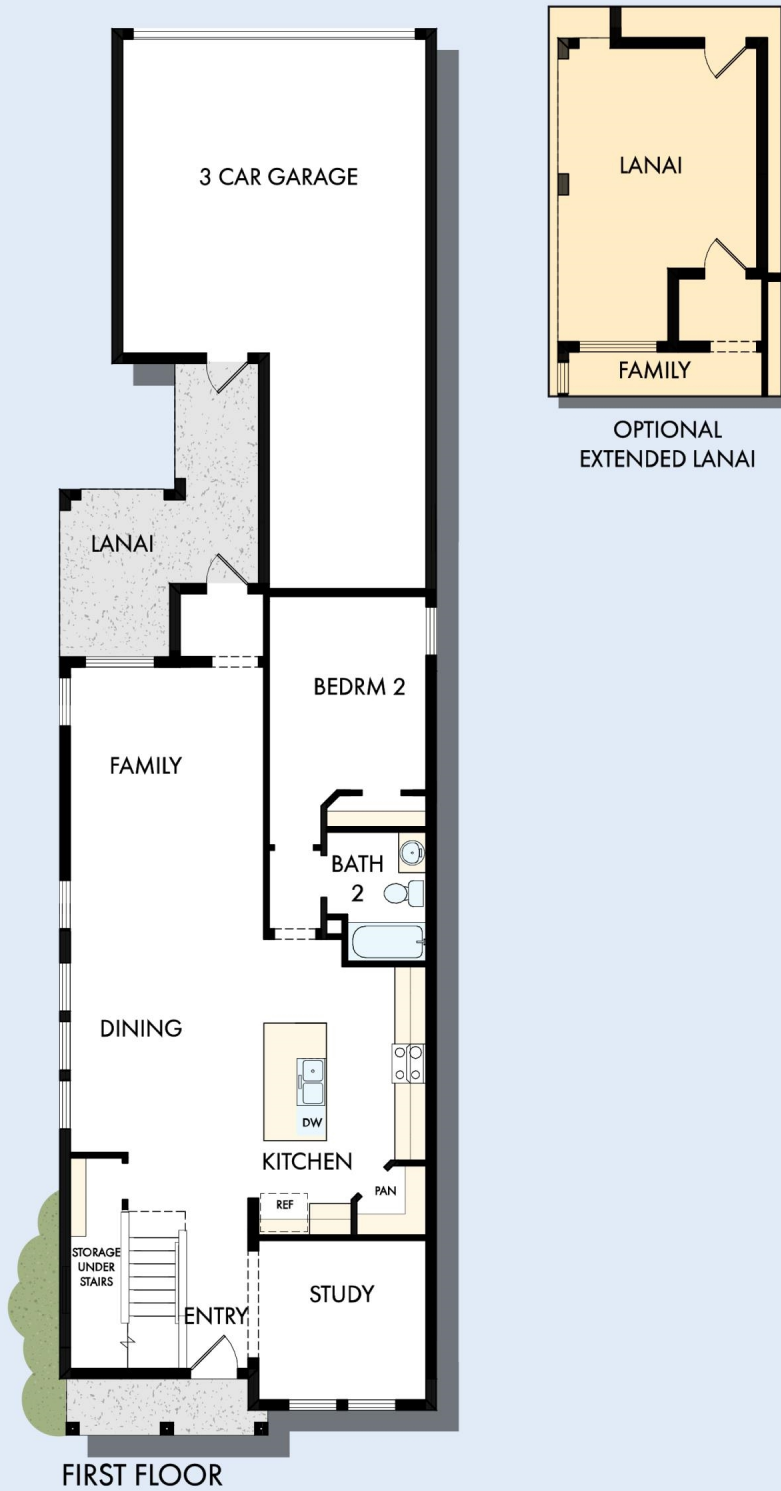 3 CAR GARAGE
LANAI
FAMILY
OPTIONAL
EXTENDED LANAI
LANAI
BEDRM 2
FAMILY
BATH
2
DINING
DW
KITCHEN
PAN
REF
STORAGE
UNDER
STAIRS
STUDY
ENTRY
FIRST FLOOR